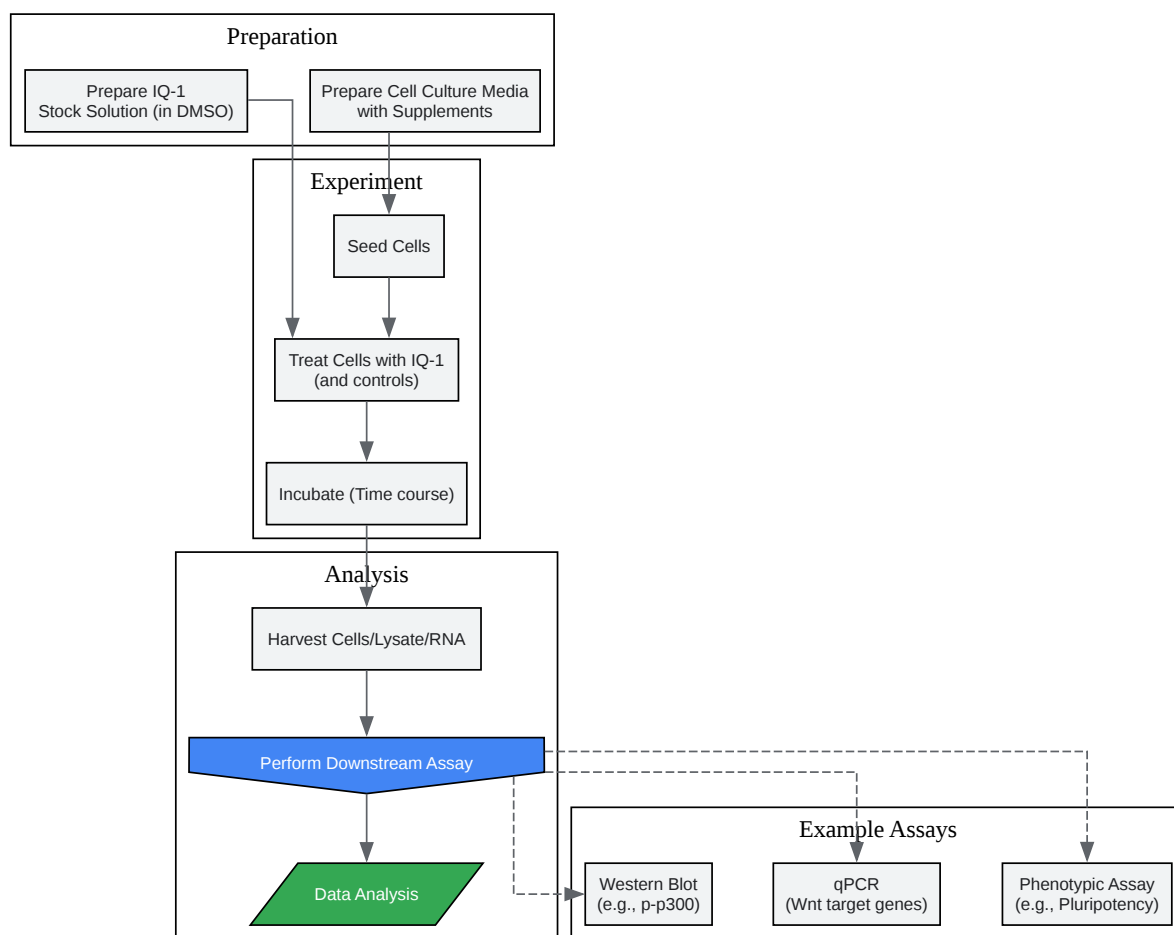 Preparation
Prepare IQ-1
Stock Solution (in DMSO)
Prepare Cell Culture Media
with Supplements
Experiment
Seed Cells
Treat Cells with IQ-1
(and controls)
Incubate (Time course)
Analysis
Harvest Cells/Lysate/RNA
Perform Downstream Assay
Data Analysis
Example Assays
Western Blot
(e.g., p-p300)
qPCR
(Wnt target genes)
Phenotypic Assay
(e.g., Pluripotency)